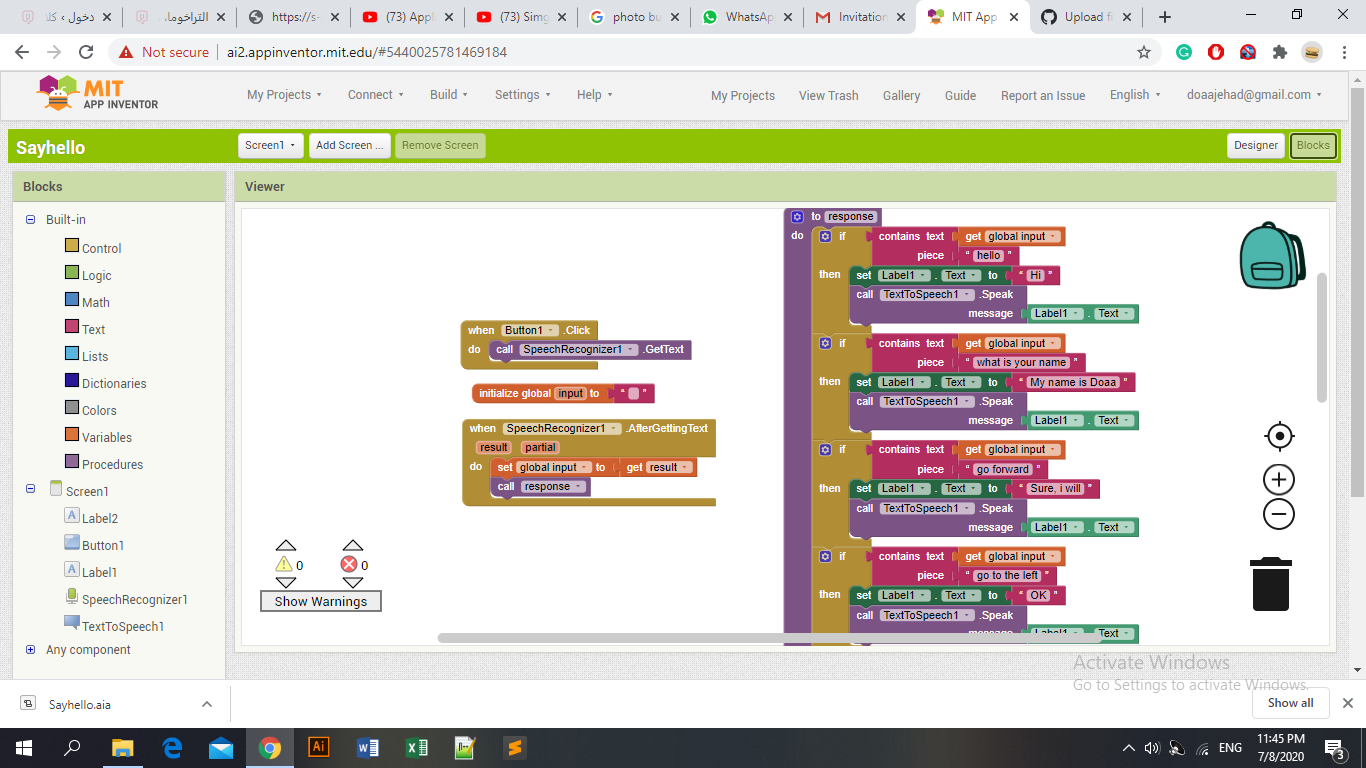 دخول ‹ كلا
التراخوما،
https://s-
(73) Appl
(73) Simg
photo bu
WhatsAp
Invitation
MIT App
Upload fi
Not secure
ai2.appinventor.mit.edu/#5440025781469184
MIT
APP INVENTOR
My Projects
Connect
Build
Settings
Help
My Projects
View Trash
Gallery
Guide
Report an Issue
English
doaajehad@gmail.com
Sayhello
Screen1
Add Screen ...
Remove Screen
Designer
Blocks
Blocks
Built-in
Control
Logic
Math
Text
Lists
Dictionaries
Colors
Variables
Procedures
Screen1
Label2
Button1
Label1
SpeechRecognizer1
TextToSpeech1
Any component
Viewer
when Button1 .Click
do call SpeechRecognizer1 .GetText
initialize global input to " "
when SpeechRecognizer1 .AfterGettingText
result partial
do set global input to get result
call response
to response
do if contains text get global input
piece " hello "
then set Label1 . Text to " Hi "
call TextToSpeech1 .Speak
message Label1 . Text
if contains text get global input
piece " what is your name "
then set Label1 . Text to " My name is Doaa "
call TextToSpeech1 .Speak
message Label1 . Text
if contains text get global input
piece " go forward "
then set Label1 . Text to " Sure, i will "
call TextToSpeech1 .Speak
message Label1 . Text
if contains text get global input
piece " go to the left "
then set Label1 . Text to " OK "
call TextToSpeech1 .Speak
message Label1 . Text
0 0
Show Warnings
Activate Windows
Go to Settings to activate Windows.
Sayhello.aia
Show all
Ai
ENG
11:45 PM
7/8/2020
3